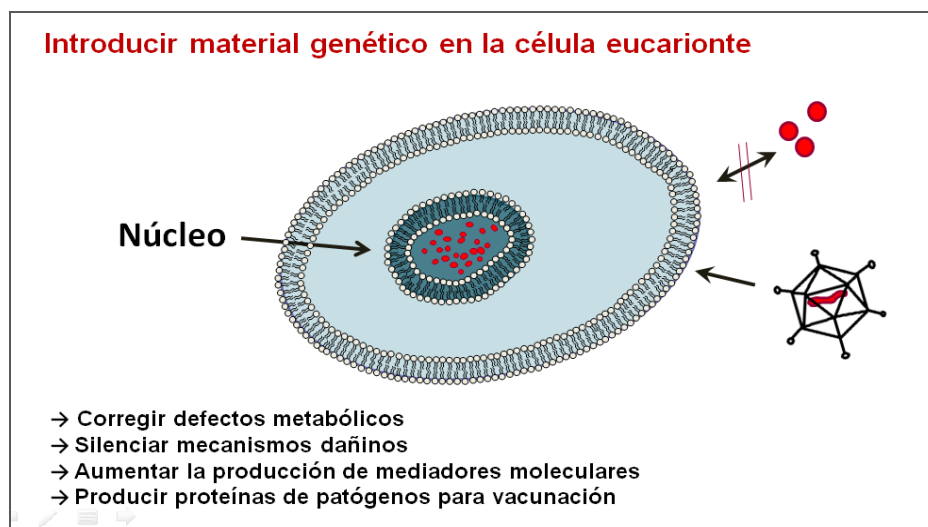 Introducir material genético en la célula eucarionte
Núcleo
→ Corregir defectos metabólicos
→ Silenciar mecanismos dañinos
→ Aumentar la producción de mediadores moleculares
→ Producir proteínas de patógenos para vacunación